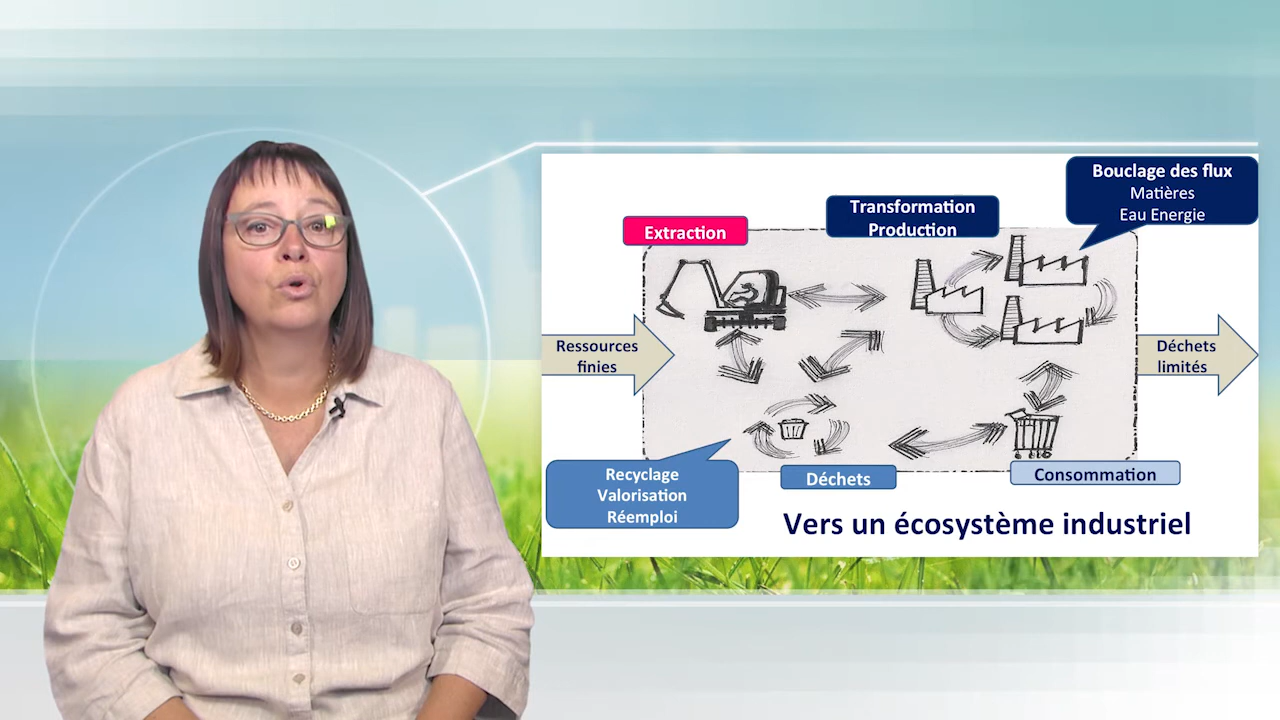 Bouclage des flux
Matières
Eau Energie
Transformation
Production
Extraction
Ressources
finies
Déchets
limités
Recyclage
Valorisation
Réemploi
Déchets
Consommation
Vers un écosystème industriel